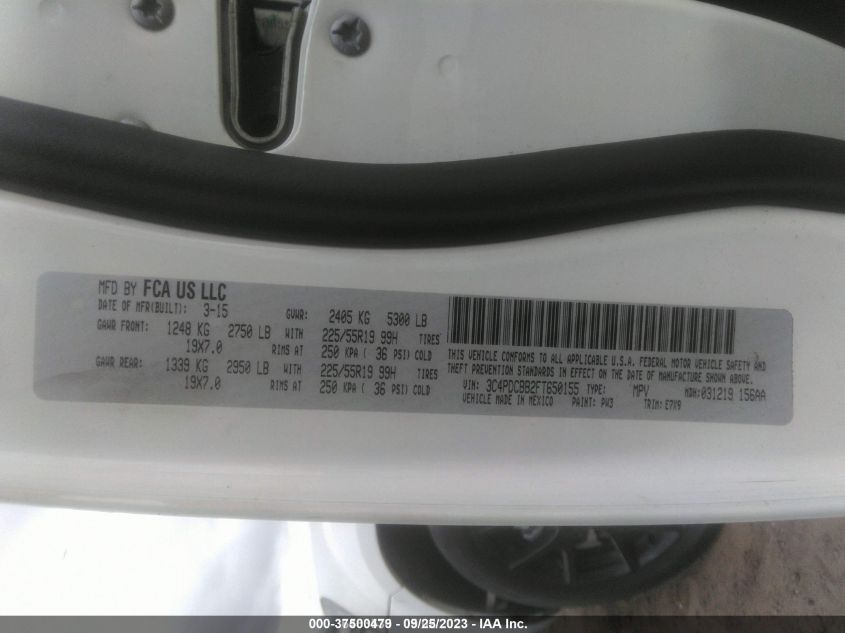 MFD BY FCA US LLC
DATE OF MFR(BUILT): 3-15 GVWR: 2405 KG 5300 LB
GAWR FRONT: 1248 KG 2750 LB WITH 225/55R19 99H TIRES
19X7.0 RIMS AT 250 KPA ( 36 PSI) COLD
GAWR REAR: 1339 KG 2950 LB WITH 225/55R19 99H TIRES
19X7.0 RIMS AT 250 KPA ( 36 PSI) COLD
THIS VEHICLE CONFORMS TO ALL APPLICABLE U.S.A. FEDERAL MOTOR VEHICLE SAFETY AND
THEFT PREVENTION STANDARDS IN EFFECT ON THE DATE OF MANUFACTURE SHOWN ABOVE.
VIN: 3C4PDCBB2FT650155 TYPE: MPV MDH:031219 156AA
VEHICLE MADE IN MEXICO PAINT: PW3 TRIM: E7X9
000-37500479 - 09/25/2023 - IAA Inc.